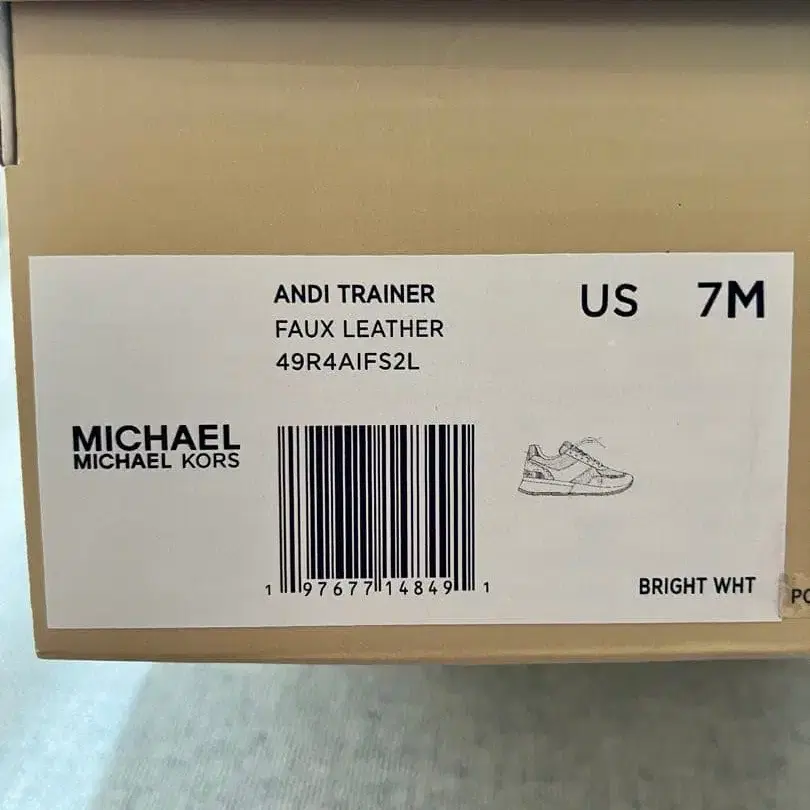 ANDI TRAINER
FAUX LEATHER
49R4AIFS2L
US 7M
MICHAEL
MICHAEL KORS
1 97677 14849 1
BRIGHT WHT